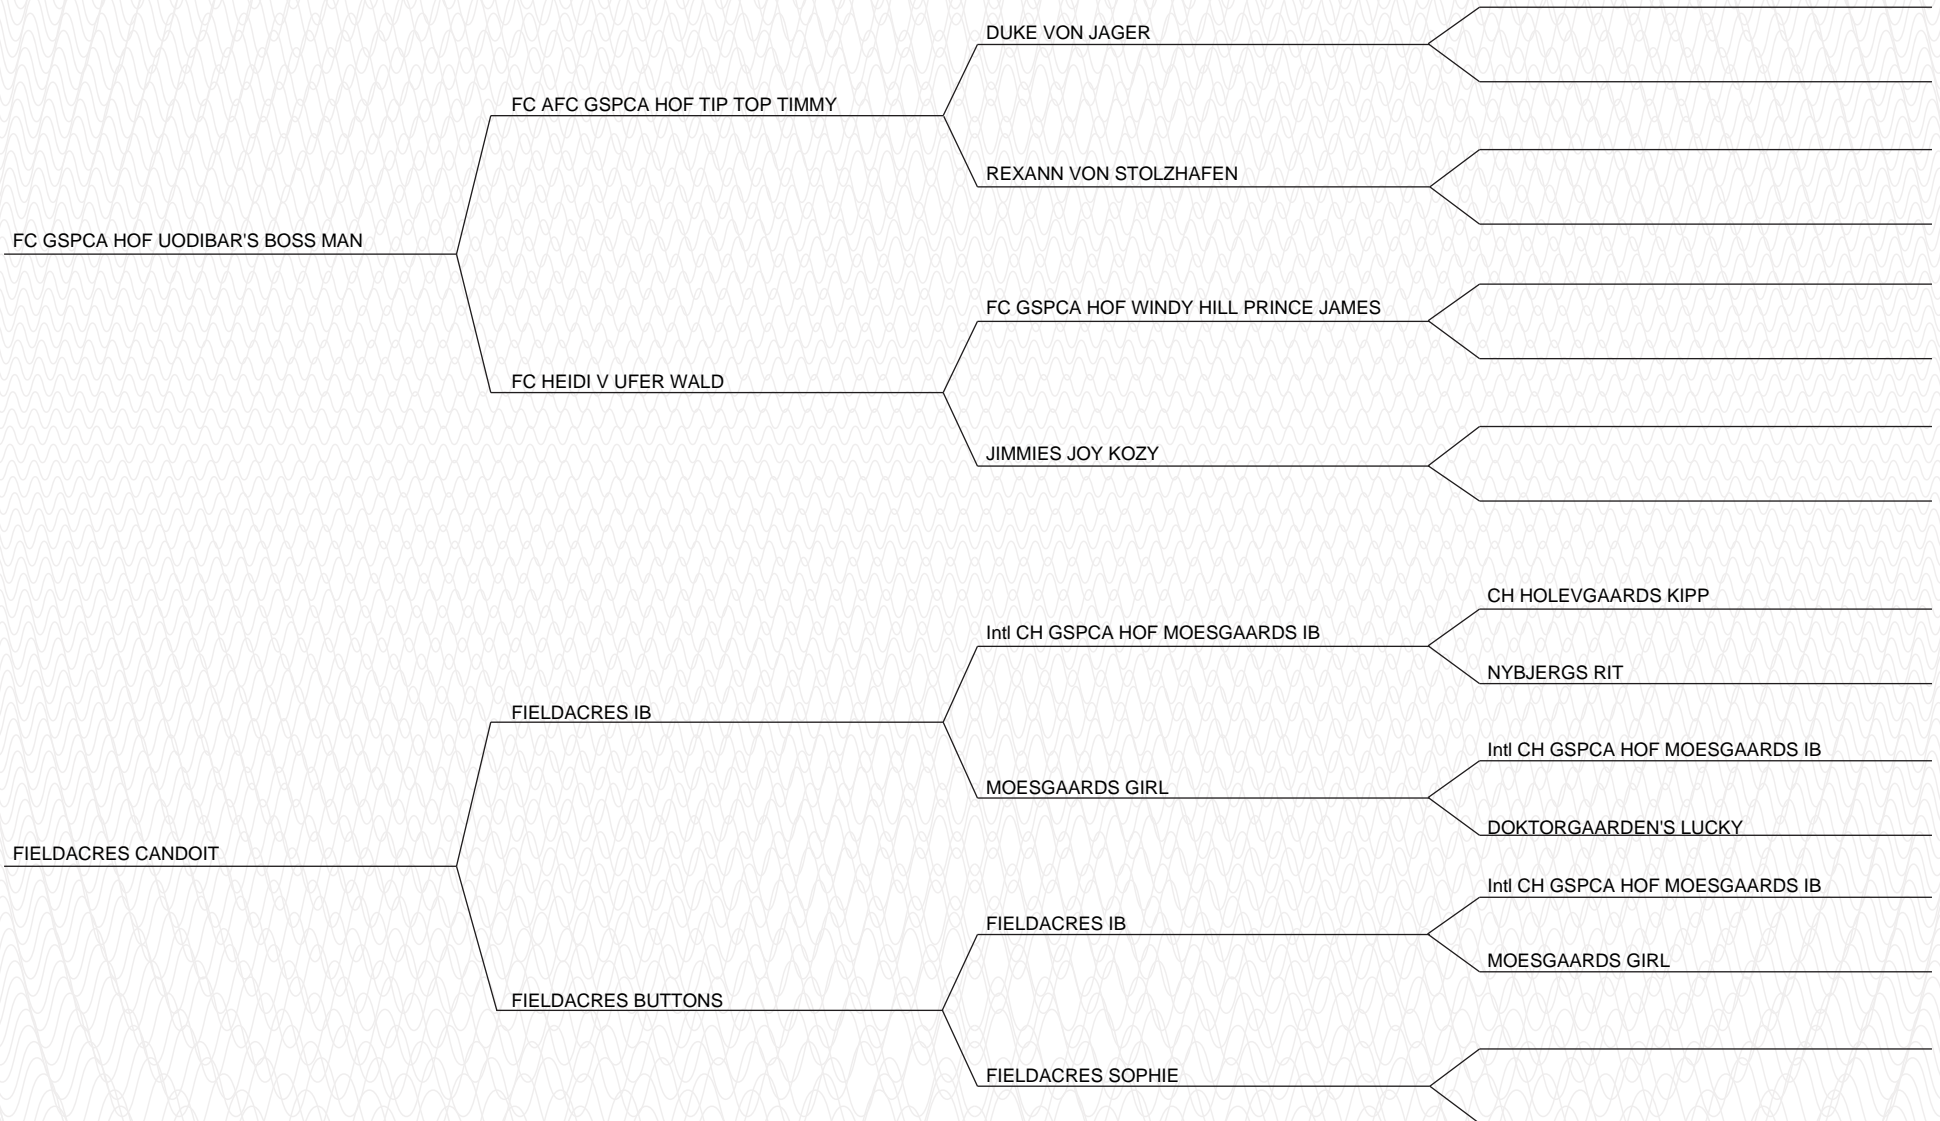 DUKE VON JAGER
FC AFC GSPCA HOF TIP TOP TIMMY
REXANN VON STOLZHAFEN
FC GSPCA HOF UODIBAR'S BOSS MAN
FC GSPCA HOF WINDY HILL PRINCE JAMES
FC HEIDI V UFER WALD
JIMMIES JOY KOZY
CH HOLEVGAARDS KIPP
Intl CH GSPCA HOF MOESGAARDS IB
NYBJERGS RIT
FIELDACRES IB
Intl CH GSPCA HOF MOESGAARDS IB
MOESGAARDS GIRL
DOKTORGAARDEN'S LUCKY
FIELDACRES CANDOIT
Intl CH GSPCA HOF MOESGAARDS IB
FIELDACRES IB
MOESGAARDS GIRL
FIELDACRES BUTTONS
FIELDACRES SOPHIE